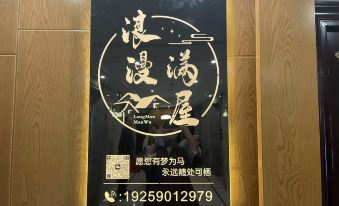 浪漫满屋
LangMan
ManWu
愿您有梦为马
永远随处可栖
:19259012979